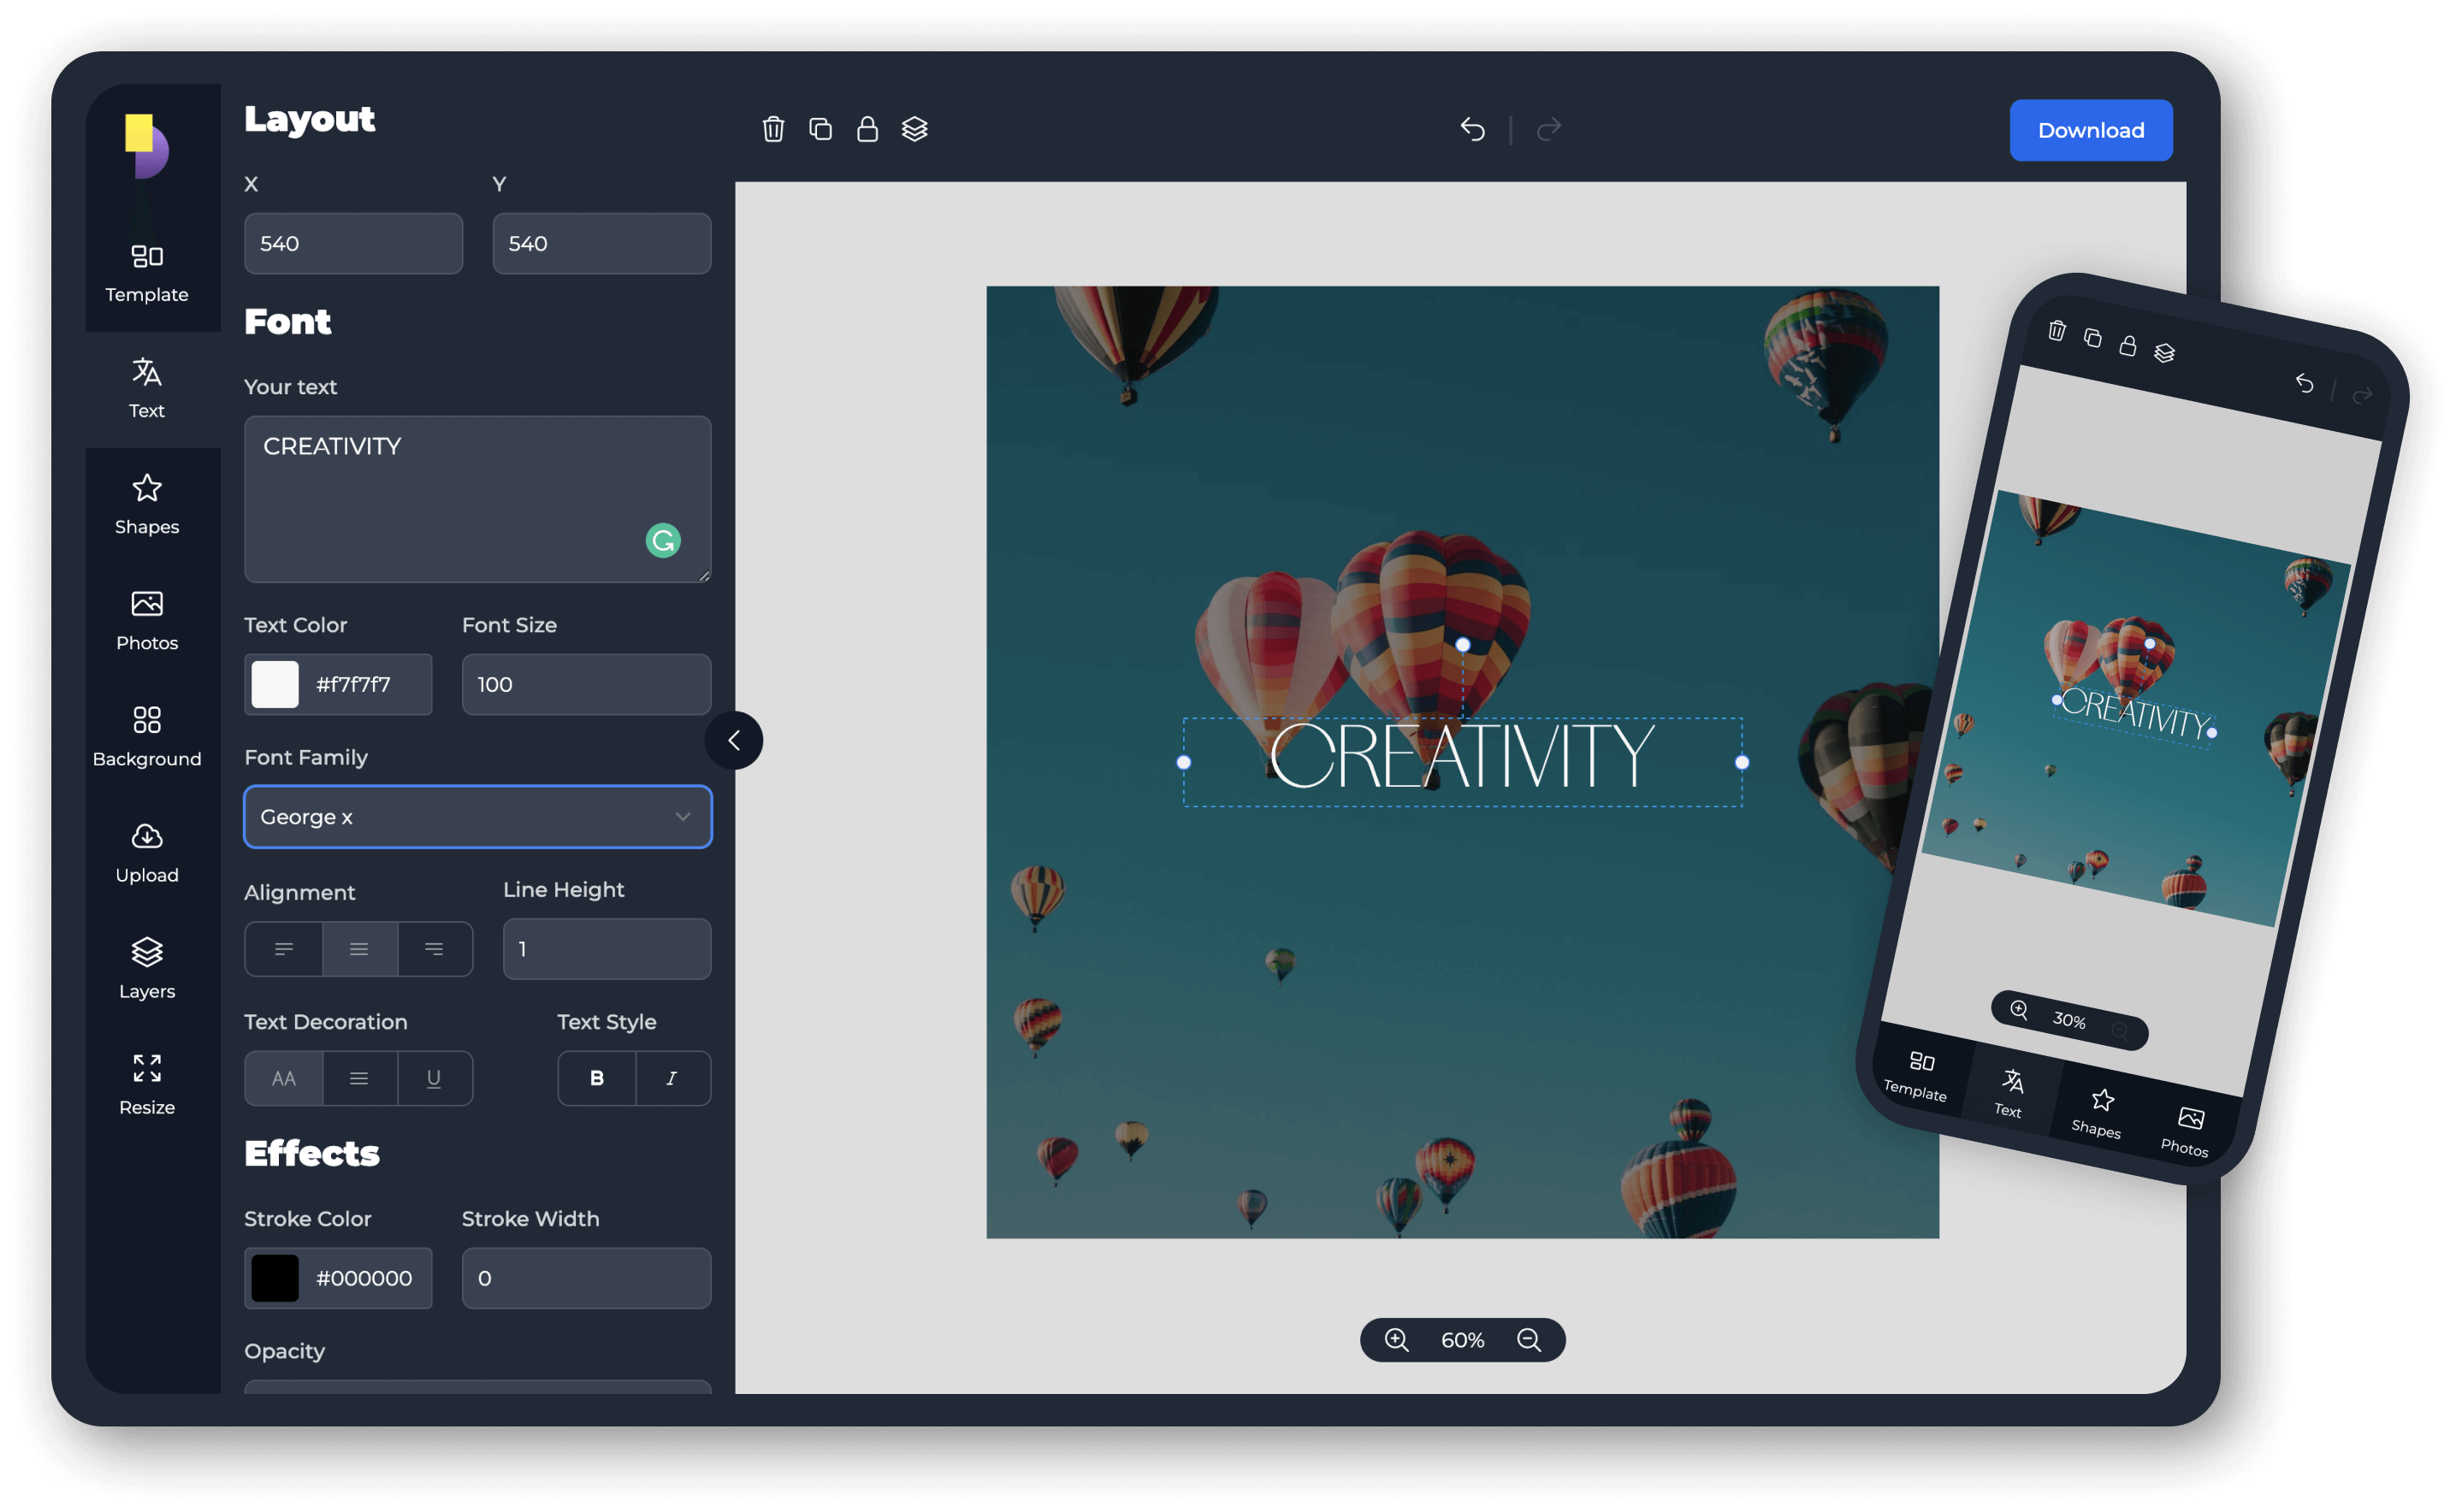 Layout
X
Y
540
540
Font
Your text
CREATIVITY
Text Color
Font Size
#f7f7f7
100
Font Family
George x
Alignment
Line Height
1
Text Decoration
Text Style
AA
U
B
I
Effects
Stroke Color
Stroke Width
#000000
0
Opacity
Template
Text
Shapes
Photos
Background
Upload
Layers
Resize
Download
CREATIVITY
60%
CREATIVITY
30%
Template
Text
Shapes
Photos